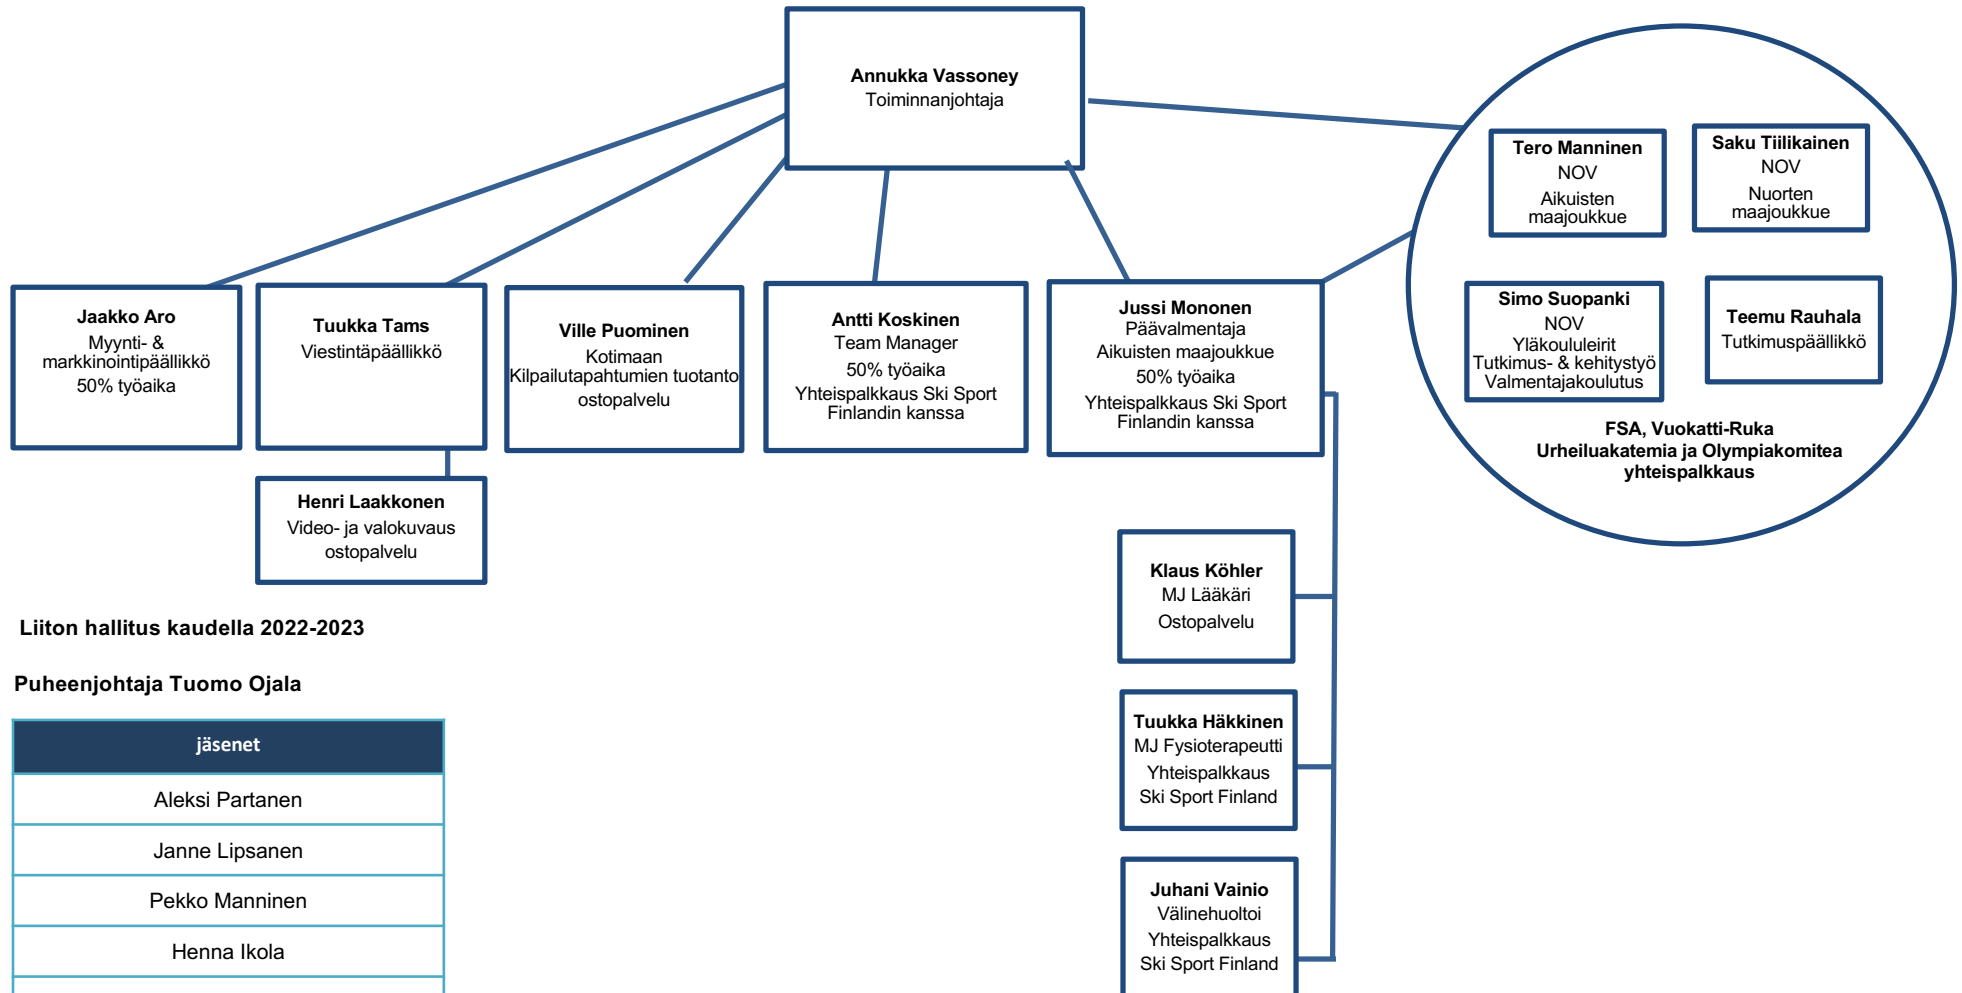 Annukka Vassoney
Toiminnanjohtaja
Tero Manninen
NOV
Aikuisten
maajoukkue
Saku Tiilikainen
NOV
Nuorten
maajoukkue
Simo Suopanki
NOV
Yläkoululeirit
Tutkimus- & kehitystyö
Valmentajakoulutus
Teemu Rauhala
Tutkimuspäällikkö
FSA, Vuokatti-Ruka
Urheiluakatemia ja Olympiakomitea
yhteispalkkaus
Jaakko Aro
Myynti- &
markkinointipäällikkö
50% työaika
Tuukka Tams
Viestintäpäällikkö
Ville Puominen
Kotimaan
Kilpailutapahtumien tuotanto
ostopalvelu
Antti Koskinen
Team Manager
50% työaika
Yhteispalkkaus Ski Sport
Finlandin kanssa
Jussi Mononen
Päävalmentaja
Aikuisten maajoukkue
50% työaika
Yhteispalkkaus Ski Sport
Finlandin kanssa
Henri Laakkonen
Video- ja valokuvaus
ostopalvelu
Klaus Köhler
MJ Lääkäri
Ostopalvelu
Tuukka Häkkinen
MJ Fysioterapeutti
Yhteispalkkaus
Ski Sport Finland
Juhani Vainio
Välinehuoltoi
Yhteispalkkaus
Ski Sport Finland
Liiton hallitus kaudella 2022-2023
Puheenjohtaja Tuomo Ojala
jäsenet
Aleksi Partanen
Janne Lipsanen
Pekko Manninen
Henna Ikola